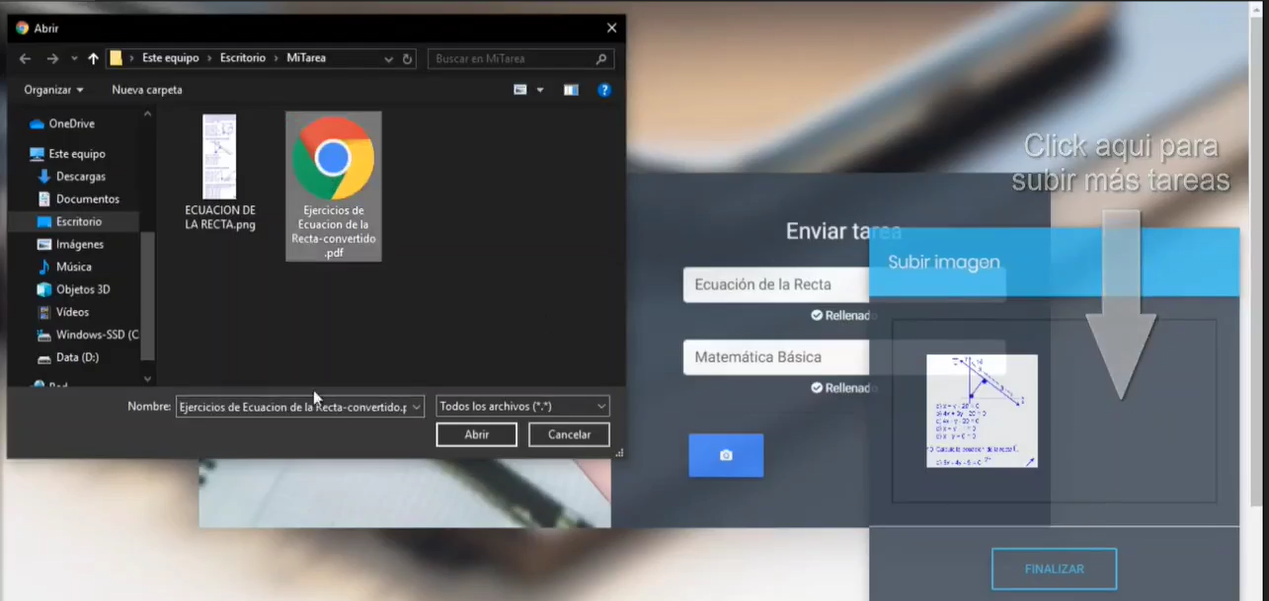 Abrir
Este equipo › Escritorio › MiTarea
Buscar en MiTarea
Organizar
Nueva carpeta
OneDrive
Este equipo
Descargas
Documentos
Escritorio
Imágenes
Música
Objetos 3D
Vídeos
Windows-SSD (C
Data (D:)
ECUACION DE
LA RECTA.png
Ejercicios de
Ecuacion de la
Recta-convertido
.pdf
Nombre:
Ejercicios de Ecuacion de la Recta-convertido.p
Todos los archivos (*.*)
Abrir
Cancelar
Click aqui para
subir más tareas
Enviar tarea
Ecuación de la Recta
Rellenado
Matemática Básica
Rellenado
Subir imagen
FINALIZAR